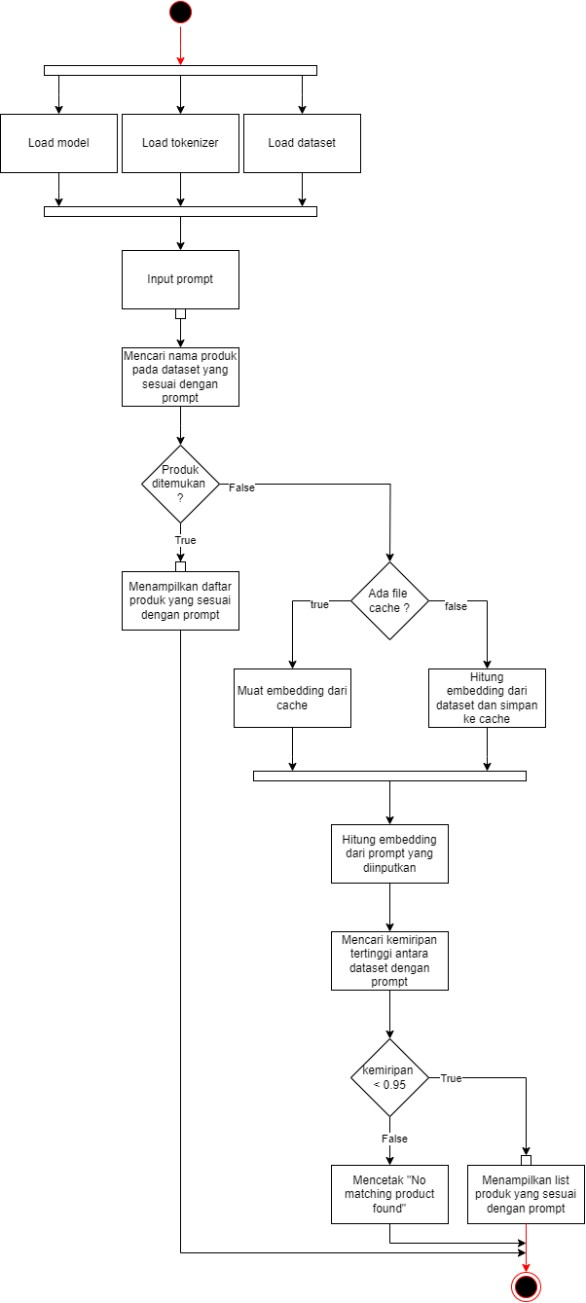 Load model
Load tokenizer
Load dataset
Input prompt
Mencari nama produk
pada dataset yang
sesuai dengan
prompt
Produk
ditemukan
?
False
True
Menampilkan daftar
produk yang sesuai
dengan prompt
Ada file
cache ?
true
false
Muat embedding dari
cache
Hitung
embedding dari
dataset dan simpan
ke cache
Hitung embedding
dari prompt yang
diinputkan
Mencari kemiripan
tertinggi antara
dataset dengan
prompt
kemiripan
< 0.95
True
False
Mencetak "No
matching product
found"
Menampilkan list
produk yang sesuai
dengan prompt